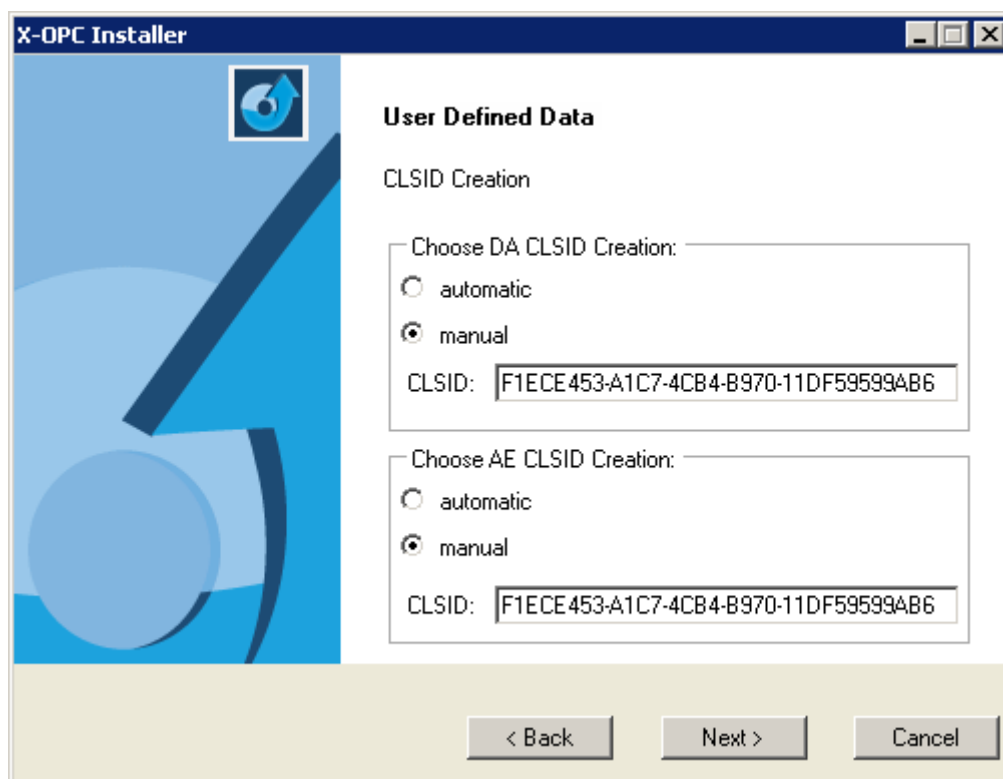 X-OPC Installer
User Defined Data
CLSID Creation
Choose DA CLSID Creation:
automatic
manual
CLSID: F1ECE453-A1C7-4CB4-B970-11DF59599AB6
Choose AE CLSID Creation:
automatic
manual
CLSID: F1ECE453-A1C7-4CB4-B970-11DF59599AB6
< Back Next > Cancel